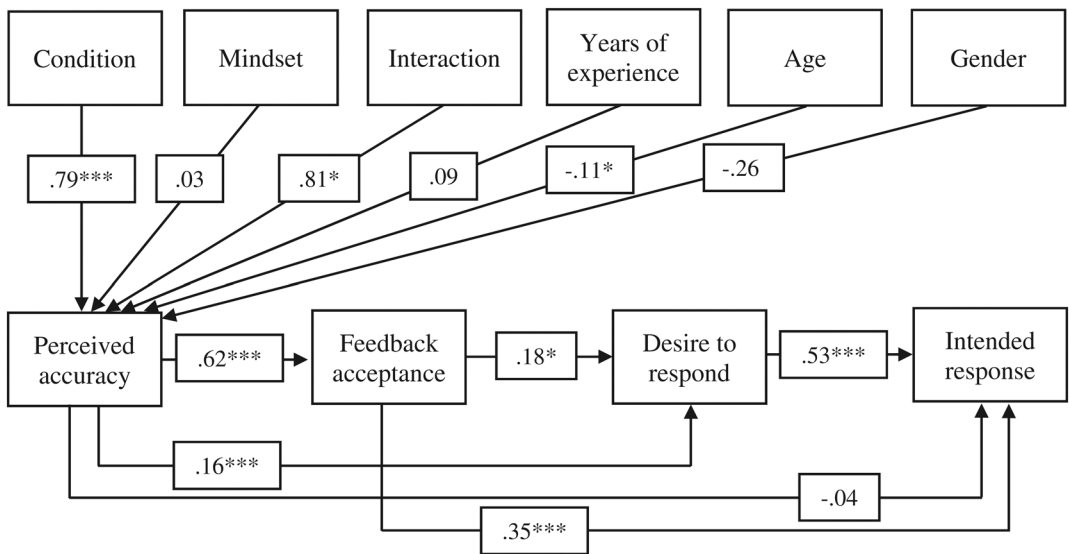 Condition
Mindset
Interaction
Years of
experience
Age
Gender
.79***
.03
.81*
.09
-.11*
-.26
Perceived
accuracy
.62***
Feedback
acceptance
.18*
Desire to
respond
.53***
Intended
response
.16***
-.04
.35***